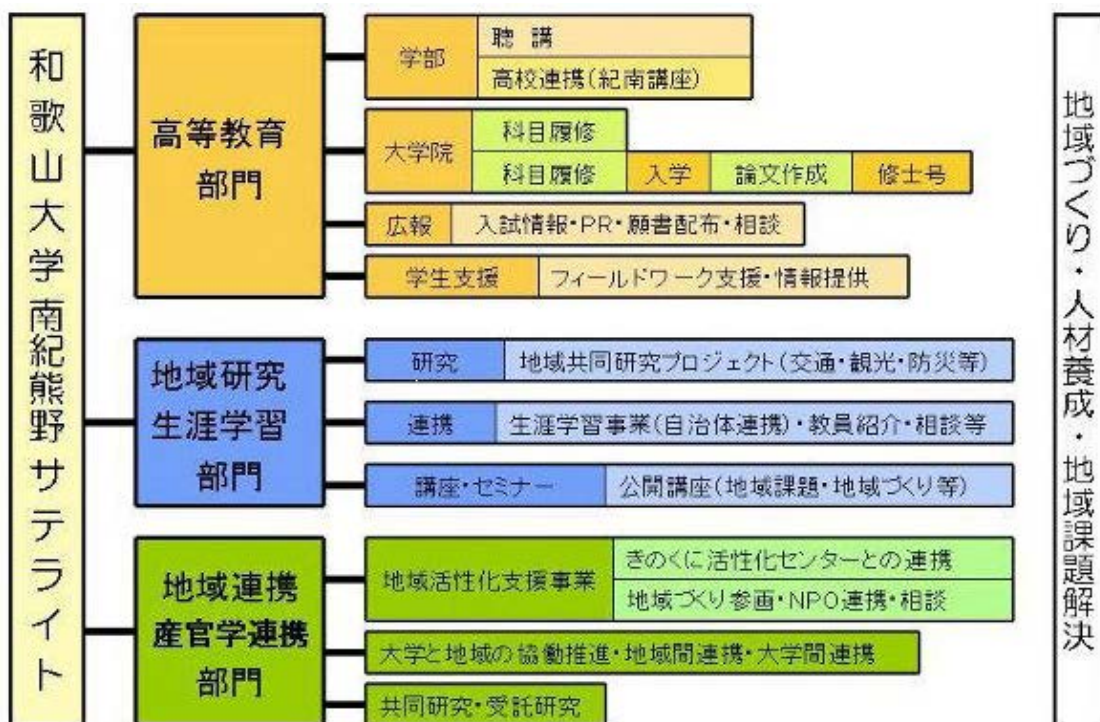 和歌山大学南紀熊野サテライト
高等教育
部門
学部
聴 講
高校連携(紀南講座)
大学院
科目履修
科目履修
入学
論文作成
修士号
広報
入試情報・PR・願書配布・相談
学生支援
フィールドワーク支援・情報提供
地域研究
生涯学習
部門
研究
地域共同研究プロジェクト(交通・観光・防災等)
連携
生涯学習事業(自治体連携)・教員紹介・相談等
講座・セミナー
公開講座(地域課題・地域づくり等)
地域連携
産官学連携
部門
地域活性化支援事業
きのくに活性化センターとの連携
地域づくり参画・NPO連携・相談
大学と地域の協働推進・地域間連携・大学間連携
共同研究・受託研究
地域づくり・人材養成・地域課題解決